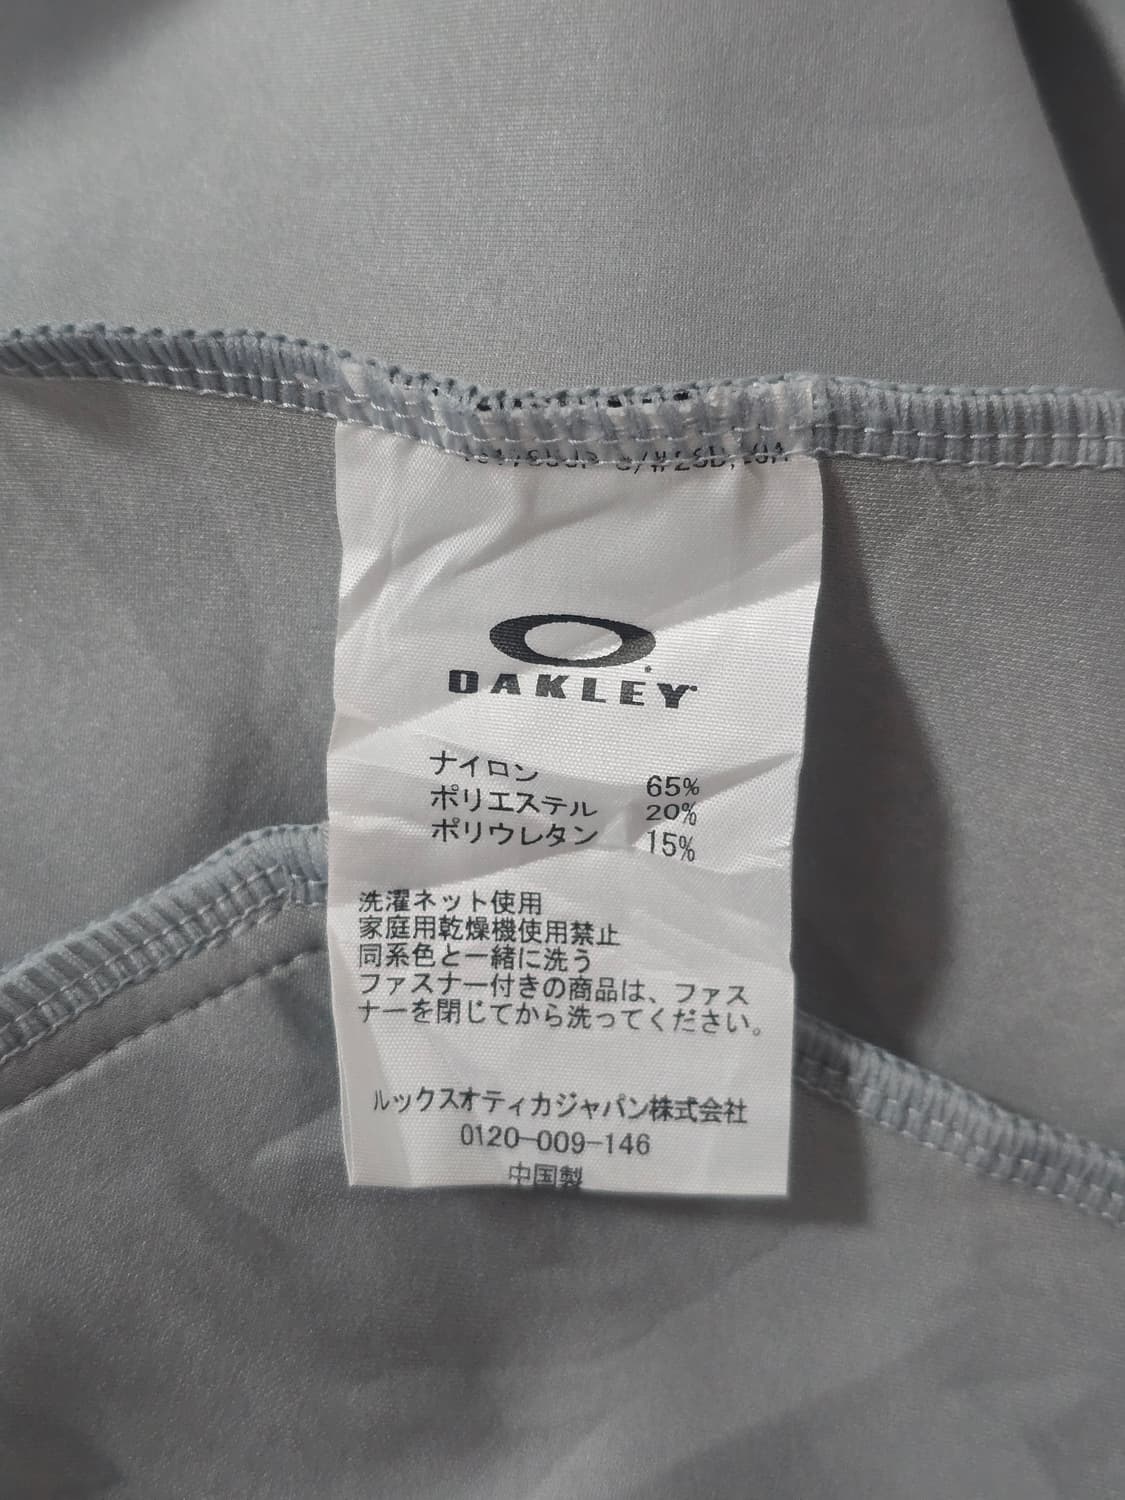 OAKLEY
ナイロン 65%
ポリエステル 20%
ポリウレタン 15%
洗濯ネット使用
家庭用乾燥機使用禁止
同系色と一緒に洗う
ファスナー付きの商品は、ファス
ナーを閉じてから洗ってください。
ルックスオティカジャパン株式会社
0120-009-146
中国製